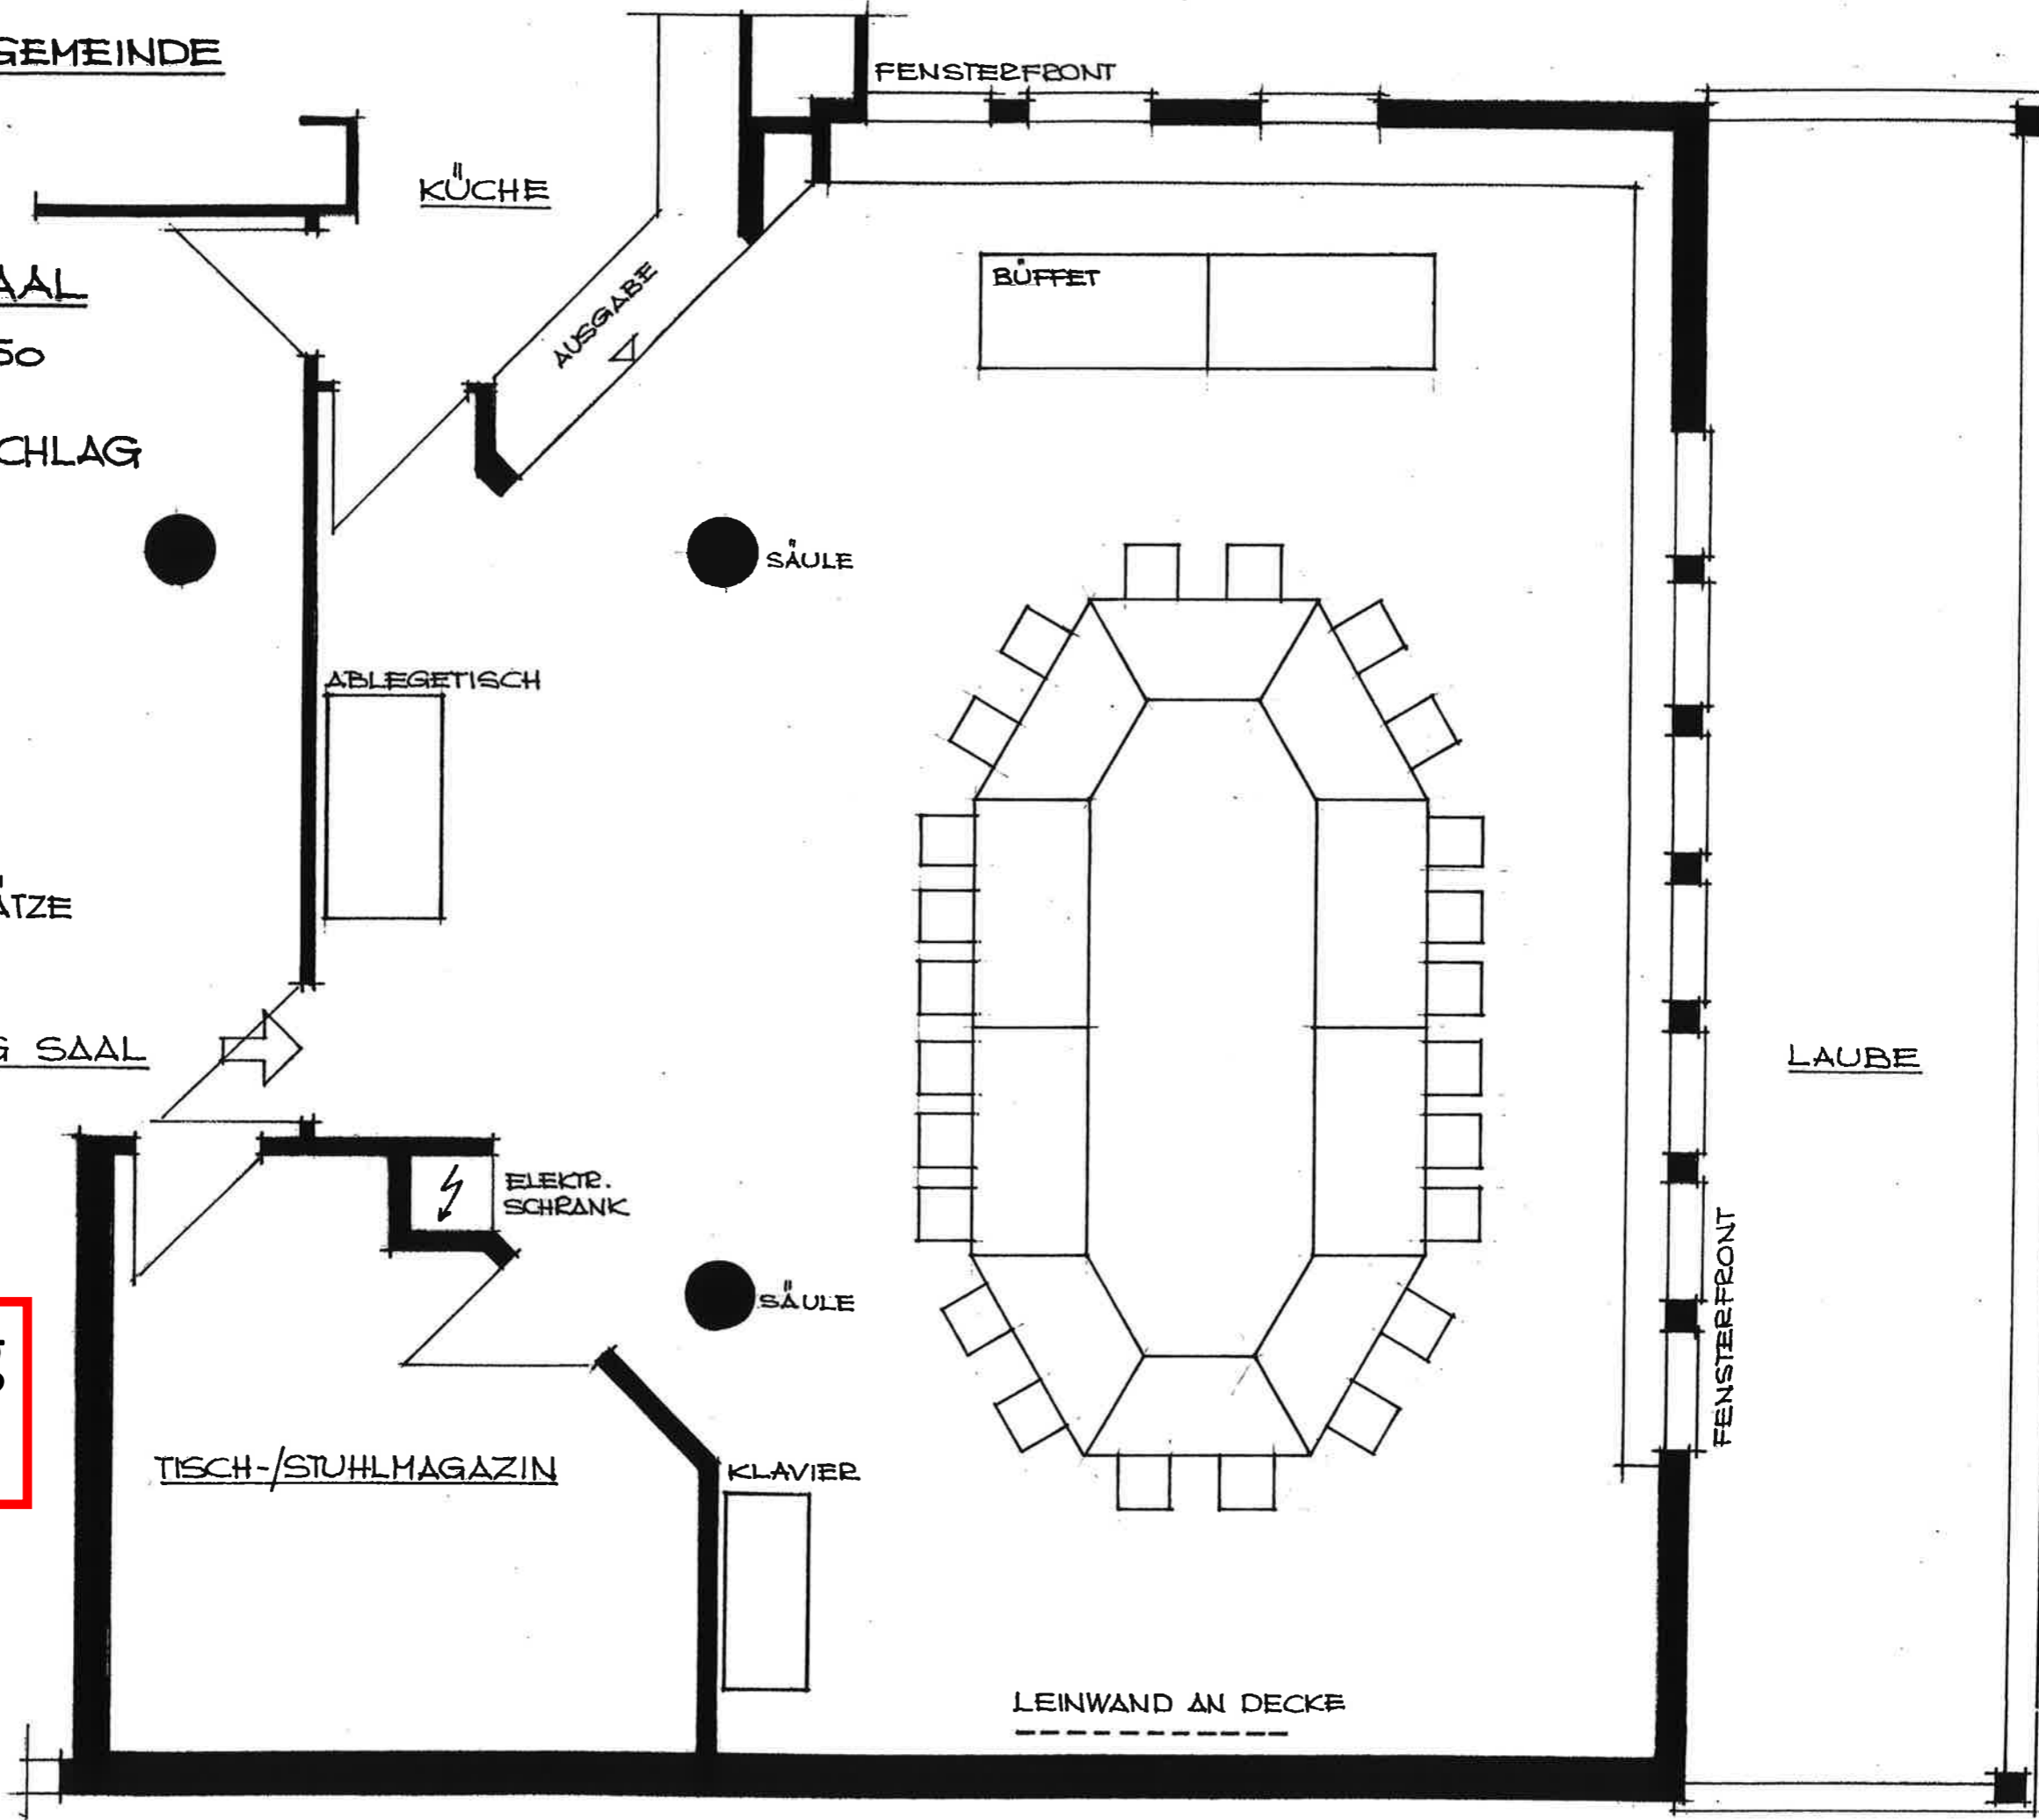 GEMEINDE
FENSTERFRONT
KÜCHE
AUSGABE
BÜFFET
AAL
50
CHLAG
SÄULE
ABLEGETISCH
ÄTZE
G SAAL
LAUBE
ELEKTR.
SCHRANK
SÄULE
FENSTERFRONT
TISCH-/STUHLMAGAZIN
KLAVIER
LEINWAND AN DECKE